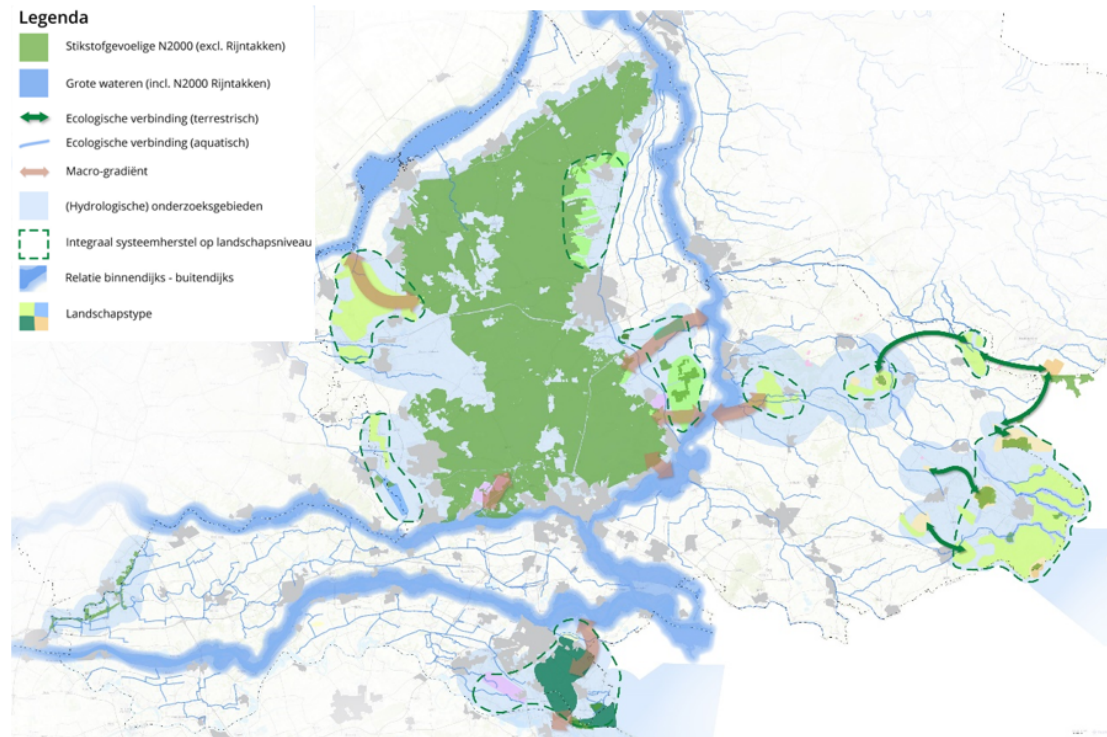 Legenda
Stikstofgevoelige N2000 (excl. Rijntakken)
Grote wateren (incl. N2000 Rijntakken)
Ecologische verbinding (terrestrisch)
Ecologische verbinding (aquatisch)
Macro-gradiënt
(Hydrologische) onderzoeksgebieden
Integraal systeemherstel op landschapsniveau
Relatie binnendijks - buitendijks
Landschapstype